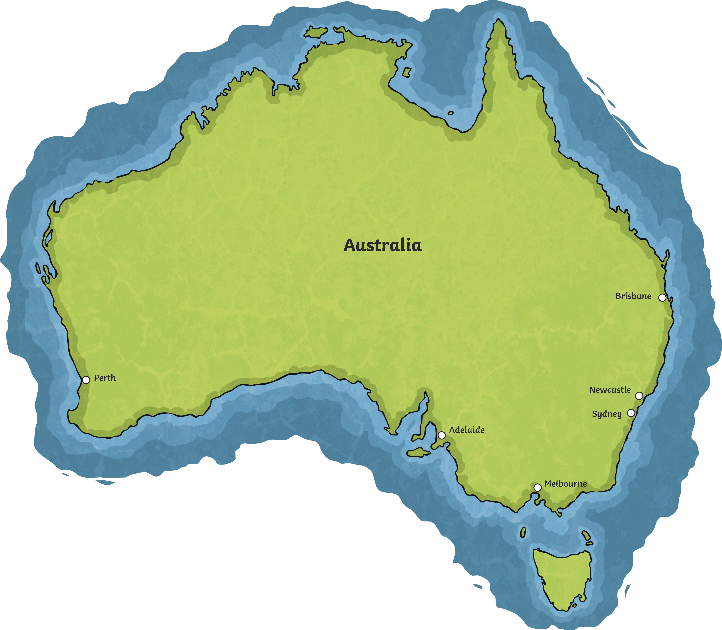 Australia
Brisbane
Perth
Newcastle
Sydney
Adelaide
Melbourne